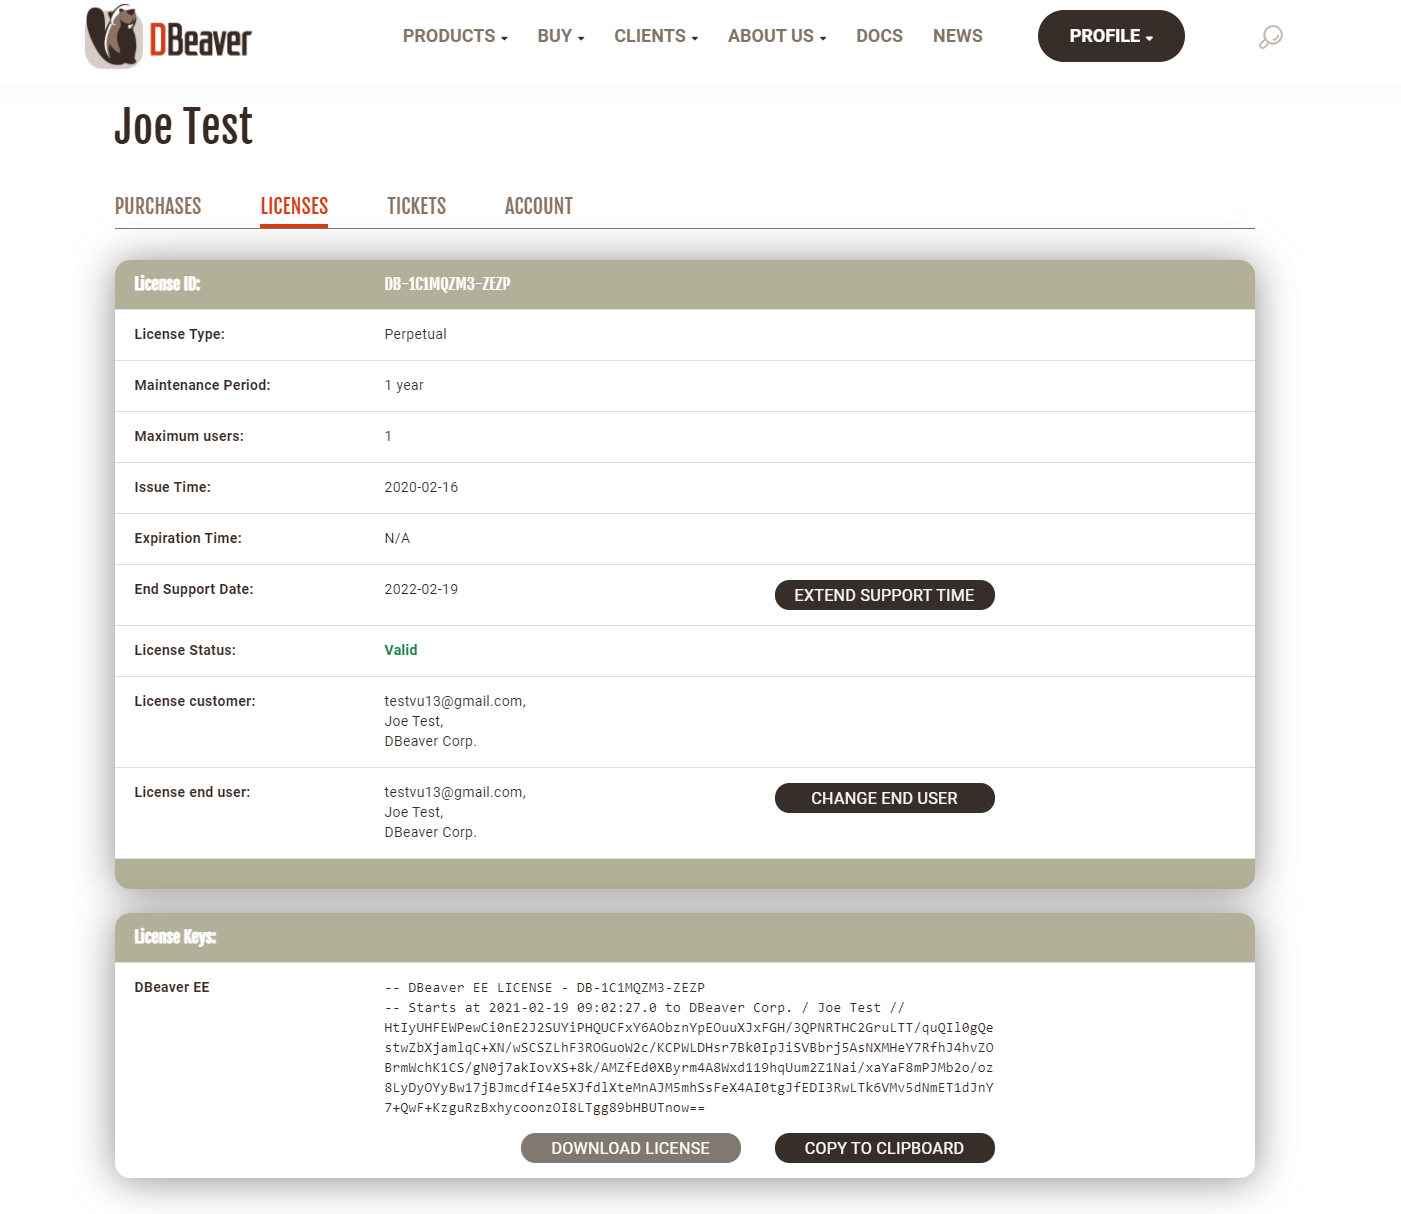 DBeaver
PRODUCTS
BUY
CLIENTS
ABOUT US
DOCS
NEWS
PROFILE
Joe Test
PURCHASES
LICENSES
TICKETS
ACCOUNT
License ID: DB-1C1MQZM3-ZEZP
License Type: Perpetual
Maintenance Period: 1 year
Maximum users: 1
Issue Time: 2020-02-16
Expiration Time: N/A
End Support Date: 2022-02-19 EXTEND SUPPORT TIME
License Status: Valid
License customer: testvu13@gmail.com,
Joe Test,
DBeaver Corp.
License end user: testvu13@gmail.com, CHANGE END USER
Joe Test,
DBeaver Corp.
License Keys:
DBeaver EE -- DBeaver EE LICENSE - DB-1C1MQZM3-ZEZP
-- Starts at 2021-02-19 09:02:27.0 to DBeaver Corp. / Joe Test //
HtIyUHFEWPewCi0nE2J2SUYiPHQUCFxY6AObznYpEOuuXJxFGH/3QPNRTHC2GruLTT/quQIl0gQe
stwZbXjamlqC+XN/wSCSZLhF3ROGuoW2c/KCPWLDHsr7Bk0IpJiSVBbrj5AsNXMHeY7RfhJ4hvZO
BrmWchK1CS/gN0j7akIovXS+8k/AMZfEd0XByrm4A8Wxd119hqUum2Z1Nai/xaYaF8mPJMb2o/oz
8LyDyOYyBw17jBJmcdfI4e5XJfdlXteMnAJM5mhSsFeX4AI0tgJfEDI3RwLTk6VMv5dNmET1dJnY
7+QwF+KzguRzBxhycoonzOI8LTgg89bHBUTnow==
DOWNLOAD LICENSE COPY TO CLIPBOARD